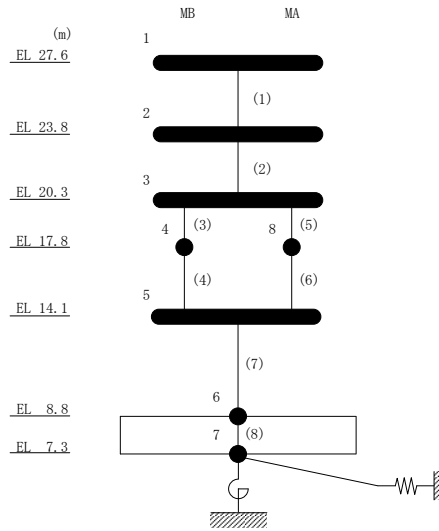 MB MA
(m)
1
EL 27.6
(1)
2
EL 23.8
(2)
3
EL 20.3
4 (3) 8 (5)
EL 17.8
(4) (6)
5
EL 14.1
(7)
6
EL 8.8
7 (8)
EL 7.3